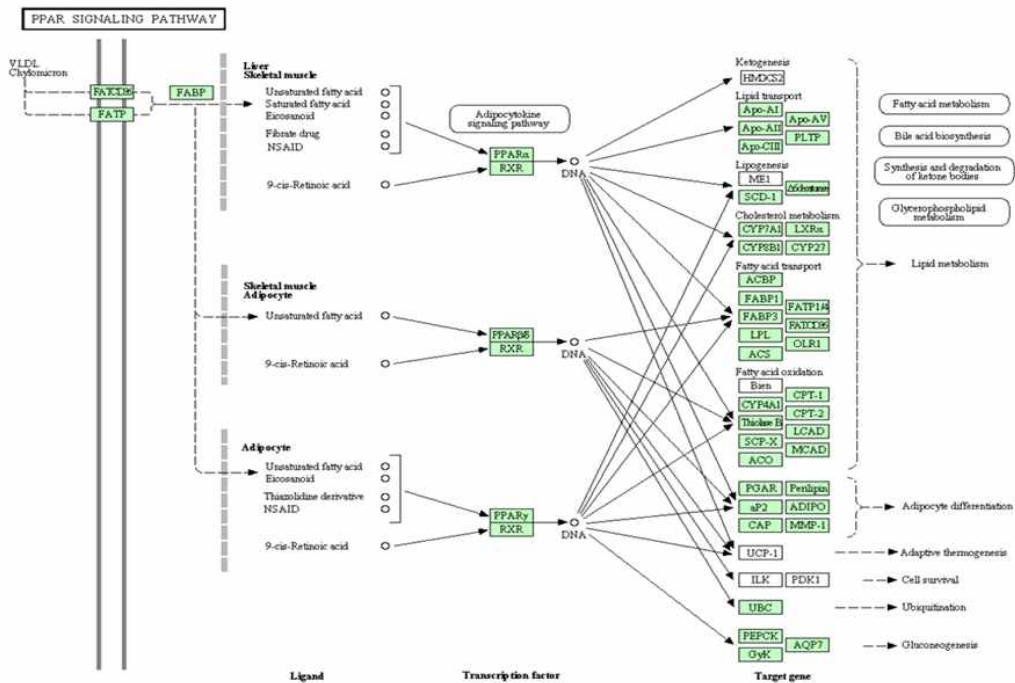 PPAR SIGNALING PATHWAY
VLDL
Chylomicron
FATCD36
FATP
FABP
Liver
Skeletal muscle
Unsaturated fatty acid
Saturated fatty acid
Eicosanoid
Fibrate drug
NSAID
9-cis-Retinoic acid
Adipocytokine
signaling pathway
PPARα
RXR
DNA
Skeletal muscle
Adipocyte
Unsaturated fatty acid
9-cis-Retinoic acid
PPARβ/δ
RXR
DNA
Adipocyte
Unsaturated fatty acid
Eicosanoid
Thiazolidine derivative
NSAID
9-cis-Retinoic acid
PPARγ
RXR
DNA
Ketogenesis
HMDCS2
Lipid transport
Apo-AI
Apo-AII
Apo-CIII
Apo-AV
PLTP
Lipogenesis
ME1
SCD-1
Cholesterol metabolism
CYP7A1
LXRα
CYP8B1
CYP27
Fatty acid transport
ACBP
FABP1
FABP3
LPL
ACS
FATP1/4
FATCD36
OLR1
Fatty acid oxidation
Bien
CYP4A1
Thiolase B
SCP-X
ACO
CPT-1
CPT-2
LCAD
MCAD
PGAR
Perilipin
aP2
ADIPO
CAP
MMP-1
UCP-1
ILK
PDK1
UBC
PEPCK
GyK
AQP7
Fatty acid metabolism
Bile acid biosynthesis
Synthesis and degradation
of ketone bodies
Glycerophospholipid
metabolism
Lipid metabolism
Adipocyte differentiation
Adaptive thermogenesis
Cell survival
Ubiquitination
Gluconeogenesis
Ligand
Transcription factor
Target gene